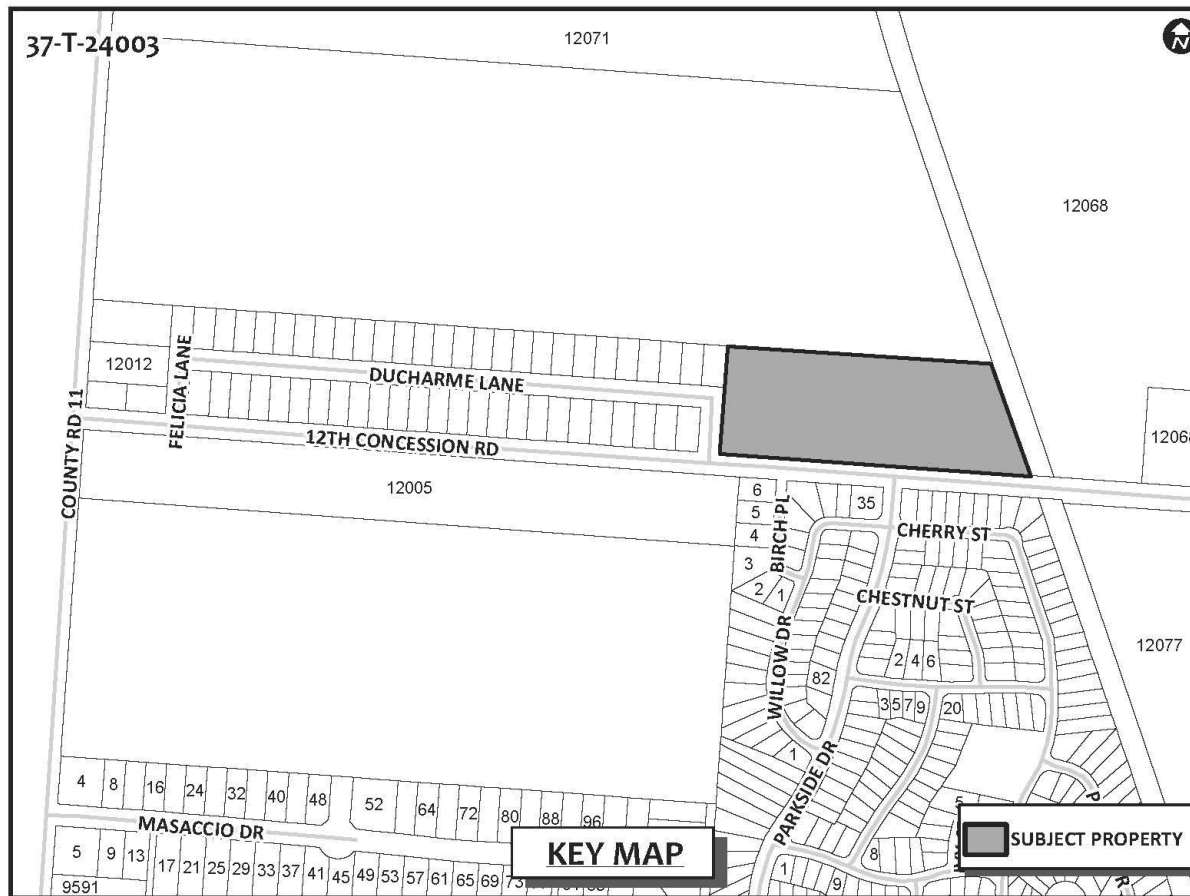 37-T-24003
12071
N
12068
12012
FELICIA LANE
DUCHARME LANE
12TH CONCESSION RD
COUNTY RD 11
12005
12068
6
5
4
3
2
1
BIRCH PL
35
CHERRY ST
CHESTNUT ST
WILLOW DR
82
2 4 6
12077
3 5 7 9
20
1
PARKSIDE DR
4 8 16 24 32 40 48 52 64 72 80 88 96
MASACCIO DR
5 9 13 17 21 25 29 33 37 41 45 49 53 57 61 65 69 73
9591
1
9
8
5
P
R
KEY MAP
SUBJECT PROPERTY